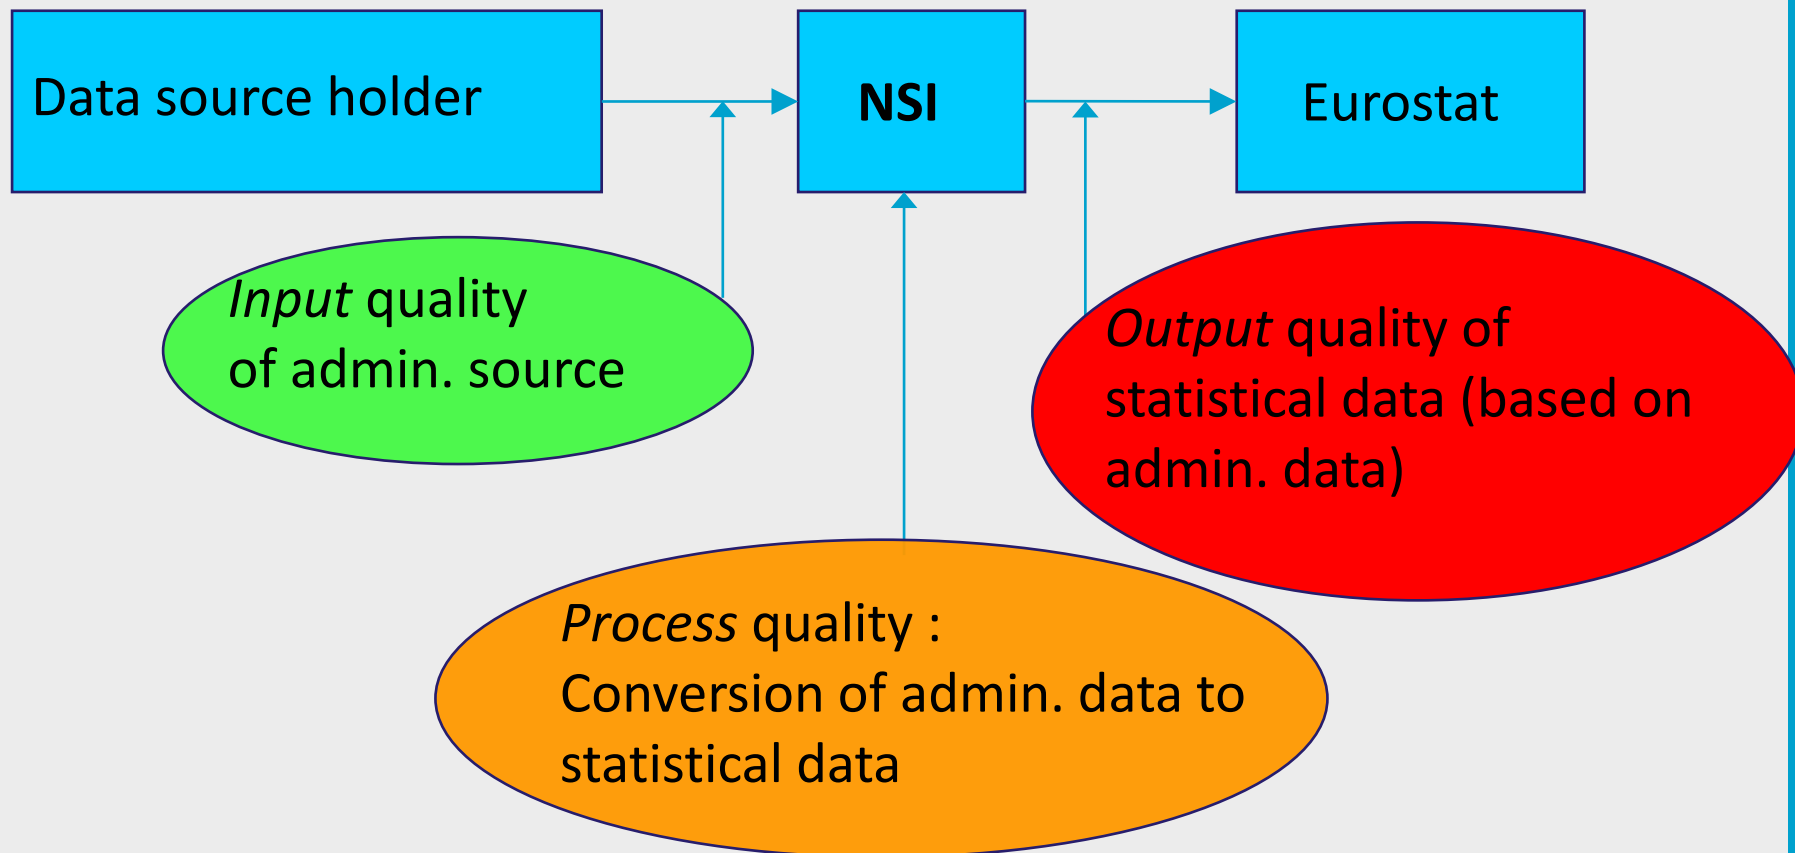 Data source holder
NSI
Eurostat
Input quality
of admin. source
Output quality of
statistical data (based on
admin. data)
Process quality :
Conversion of admin. data to
statistical data